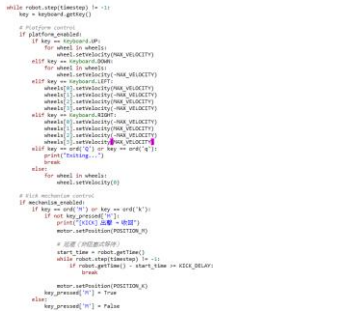 while robot.step(timestep) != -1:
key = keyboard.getKey()
# Platform control
if platform_enabled:
if key == Keyboard.UP:
for wheel in wheels:
wheel.setVelocity(MAX_VELOCITY)
elif key == Keyboard.DOWN:
for wheel in wheels:
wheel.setVelocity(-MAX_VELOCITY)
elif key == Keyboard.LEFT:
wheels[0].setVelocity(MAX_VELOCITY)
wheels[1].setVelocity(-MAX_VELOCITY)
wheels[2].setVelocity(-MAX_VELOCITY)
wheels[3].setVelocity(MAX_VELOCITY)
elif key == Keyboard.RIGHT:
wheels[0].setVelocity(-MAX_VELOCITY)
wheels[1].setVelocity(MAX_VELOCITY)
wheels[2].setVelocity(MAX_VELOCITY)
wheels[3].setVelocity(MAX_VELOCITY)
elif key == ord('Q') or key == ord('q'):
print("Exiting...")
break
else:
for wheel in wheels:
wheel.setVelocity(0)
# Kick mechanism control
if mechanism_enabled:
if key == ord('M') or key == ord('m'):
if not key_pressed['M']:
print("[KICK] 出擊 → 收回")
motor.setPosition(POSITION_M)
start_time = robot.getTime()
while robot.step(timestep) != -1:
if robot.getTime() - start_time >= KICK_DELAY:
break
motor.setPosition(POSITION_K)
key_pressed['M'] = True
else:
key_pressed['M'] = False